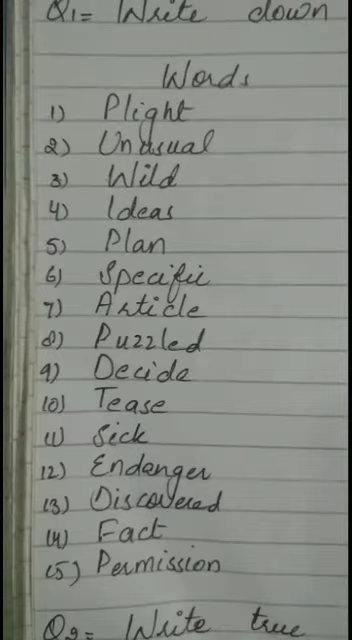 Q1= Write down
Words
1) Plight
2) Unusual
3) Wild
4) Ideas
5) Plan
6) Specific
7) Article
8) Puzzled
9) Decide
10) Tease
11) Sick
12) Endanger
13) Discovered
14) Fact
15) Permission
Q2= Write true